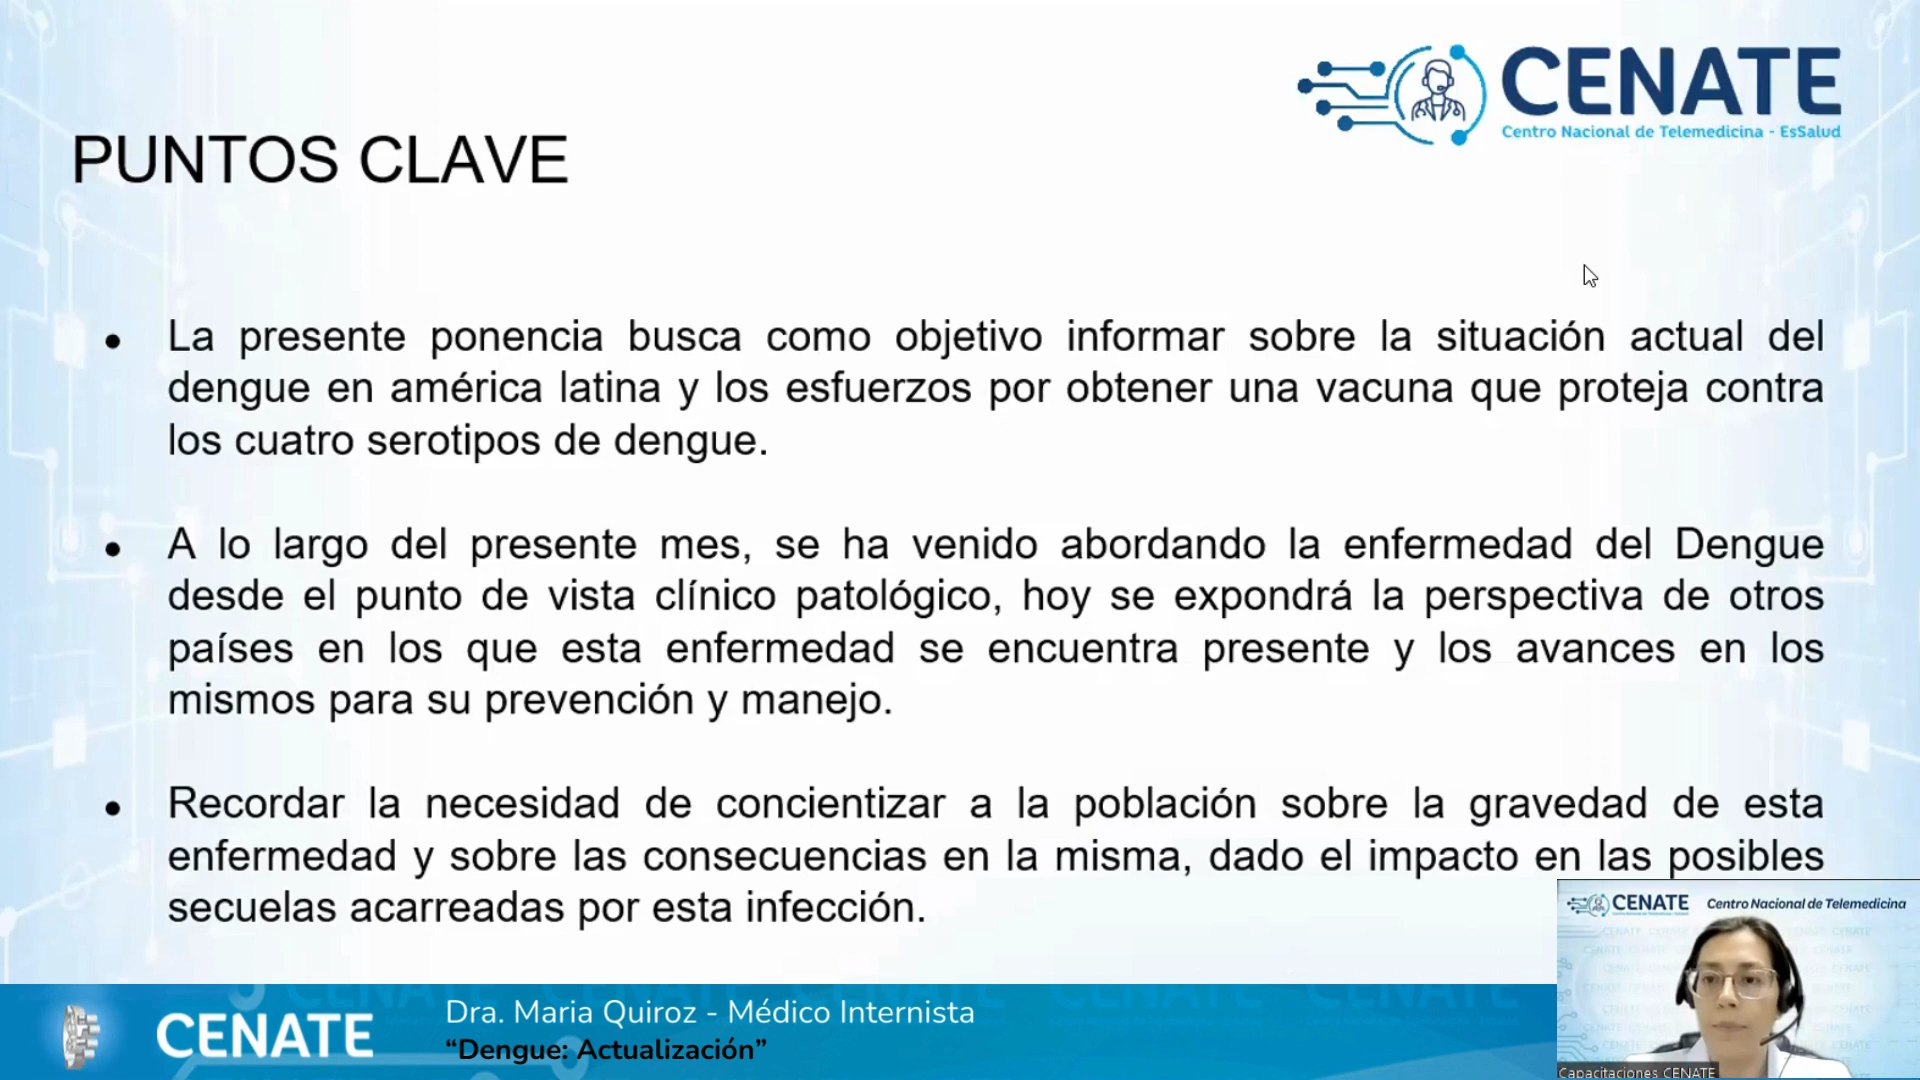 CENATE
Centro Nacional de Telemedicina - EsSalud
PUNTOS CLAVE
• La presente ponencia busca como objetivo informar sobre la situación actual del
dengue en américa latina y los esfuerzos por obtener una vacuna que proteja contra
los cuatro serotipos de dengue.
• A lo largo del presente mes, se ha venido abordando la enfermedad del Dengue
desde el punto de vista clínico patológico, hoy se expondrá la perspectiva de otros
países en los que esta enfermedad se encuentra presente y los avances en los
mismos para su prevención y manejo.
• Recordar la necesidad de concientizar a la población sobre la gravedad de esta
enfermedad y sobre las consecuencias en la misma, dado el impacto en las posibles
secuelas acarreadas por esta infección.
CENATE Centro Nacional de Telemedicina
CENATE
Dra. Maria Quiroz - Médico Internista
“Dengue: Actualización”
Capacitaciones CENATE